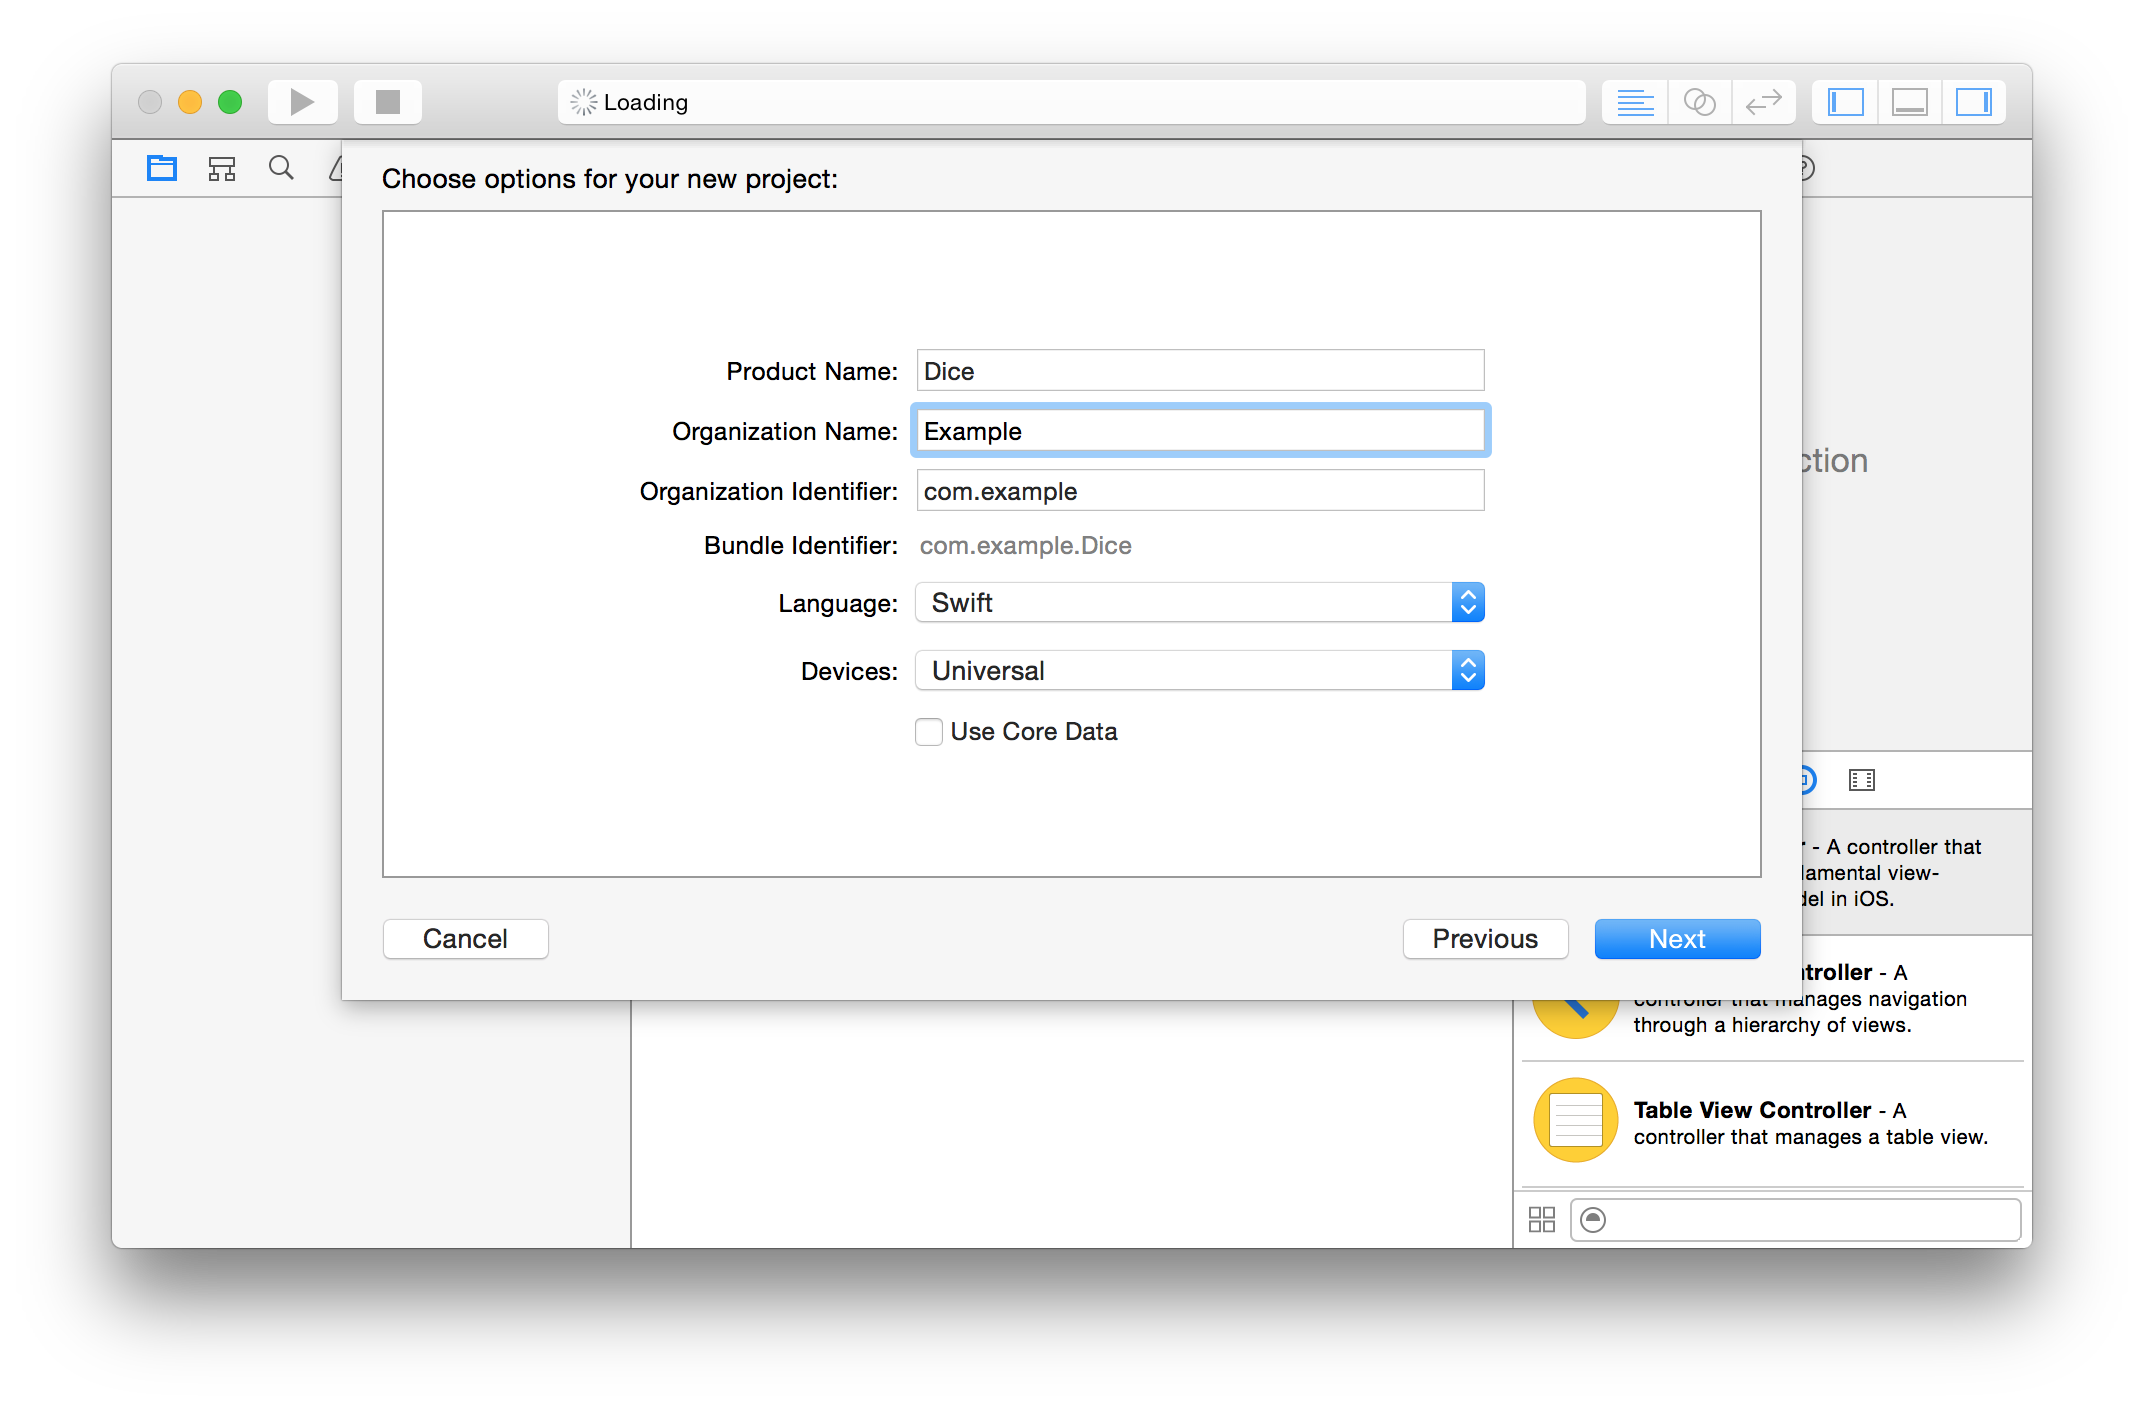 Loading
Choose options for your new project:
Product Name: Dice
Organization Name: Example
Organization Identifier: com.example
Bundle Identifier: com.example.Dice
Language: Swift
Devices: Universal
Use Core Data
Cancel Previous Next
ction
r - A controller that
lamental view-
del in iOS.
ntroller - A
controller that manages navigation
through a hierarchy of views.
Table View Controller - A
controller that manages a table view.